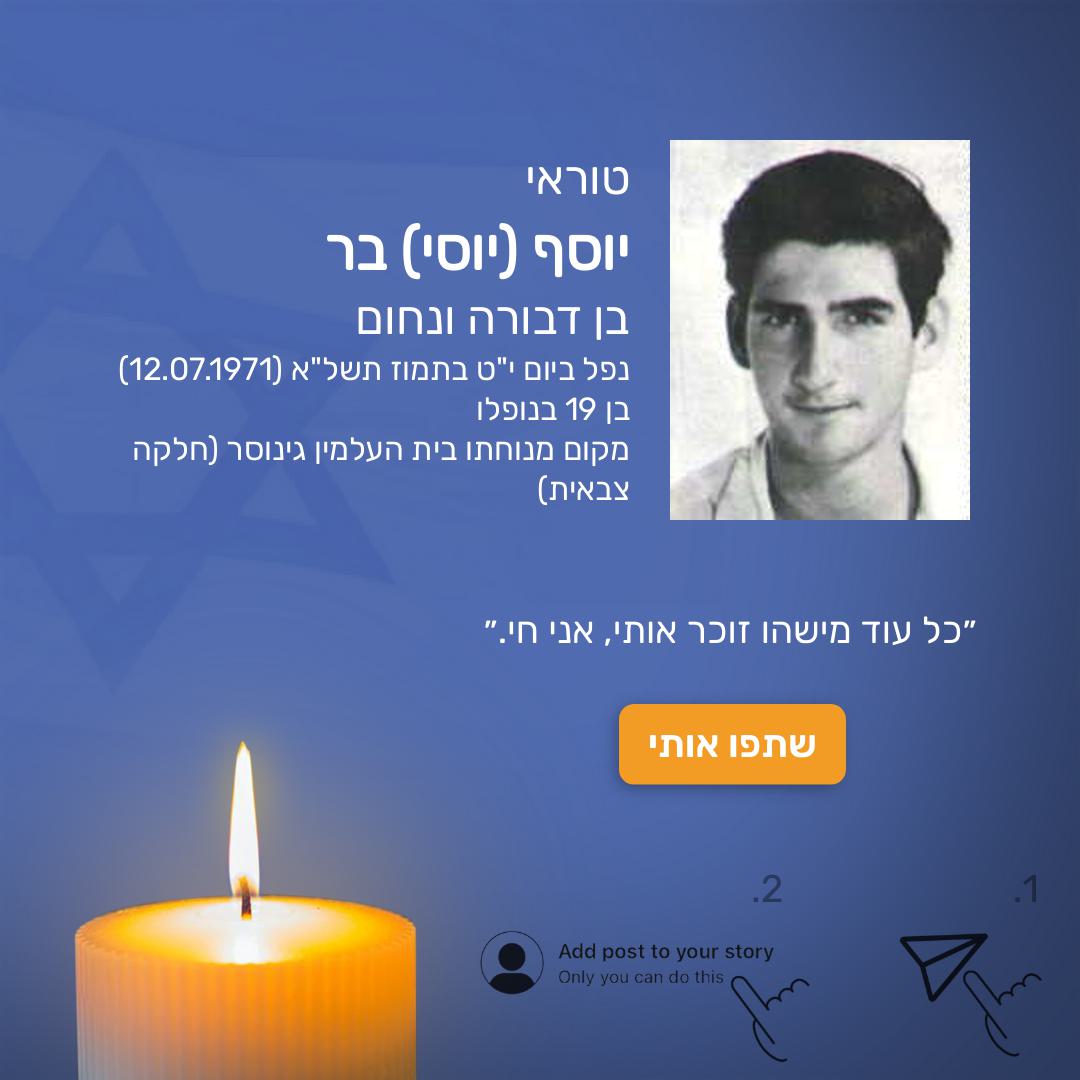 טוראי
יוסף (יוסי) בר
בן דבורה ונחום
נפל ביום י"ט בתמוז תשל"א (12.07.1971)
בן 19 בנופלו
מקום מנוחתו בית העלמין גינוסר (חלקה
צבאית)
"כל עוד מישהו זוכר אותי, אני חי."
שתפו אותי
.1
.2
Add post to your story
Only you can do this